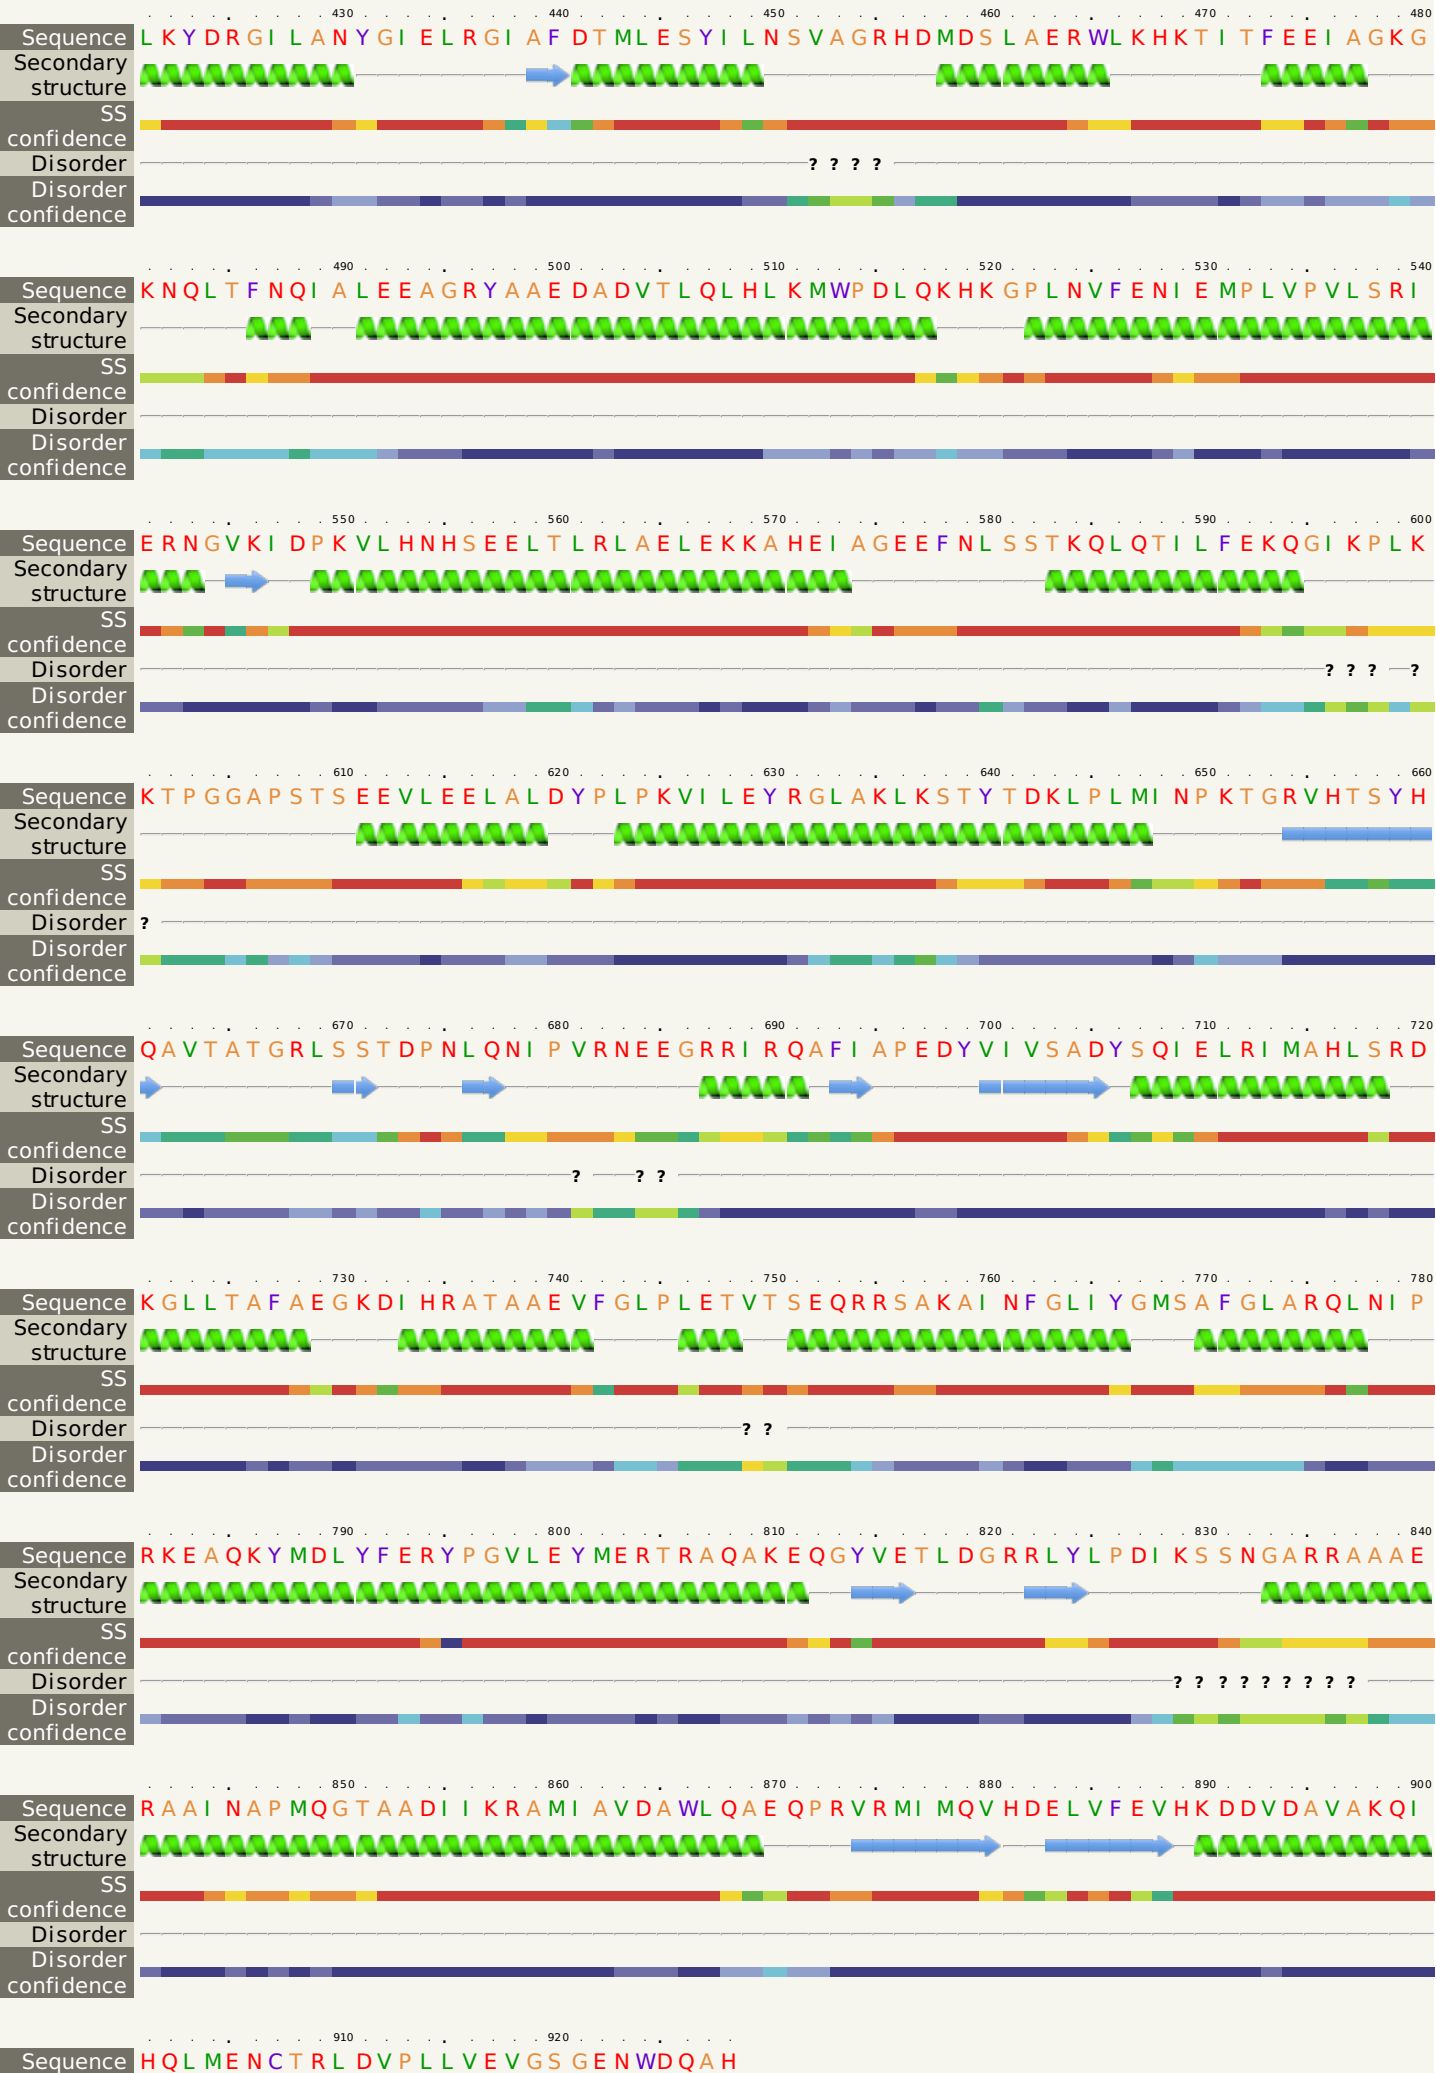 430 440 450 460 470 480
Sequence L K Y D R G I L A N Y G I E L R G I A F D T M L E S Y I L N S V A G R H D M D S L A E R W L K H K T I T F E E I A G K G
Secondary
structure
SS
confidence
Disorder ? ? ? ?
Disorder
confidence
490 500 510 520 530 540
Sequence K N Q L T F N Q I A L E E A G R Y A A E D A D V T L Q L H L K M W P D L Q K H K G P L N V F E N I E M P L V P V L S R I
Secondary
structure
SS
confidence
Disorder
Disorder
confidence
550 560 570 580 590 600
Sequence E R N G V K I D P K V L H N H S E E L T L R L A E L E K K A H E I A G E E F N L S S T K Q L Q T I L F E K Q G I K P L K
Secondary
structure
SS
confidence
Disorder ? ? ? ?
Disorder
confidence
610 620 630 640 650 660
Sequence K T P G G A P S T S E E V L E E L A L D Y P L P K V I L E Y R G L A K L K S T Y T D K L P L M I N P K T G R V H T S Y H
Secondary
structure
SS
confidence
Disorder ?
Disorder
confidence
670 680 690 700 710 720
Sequence Q A V T A T G R L S S T D P N L Q N I P V R N E E G R R I R Q A F I A P E D Y V I V S A D Y S Q I E L R I M A H L S R D
Secondary
structure
SS
confidence
Disorder ? ? ?
Disorder
confidence
730 740 750 760 770 780
Sequence K G L L T A F A E G K D I H R A T A A E V F G L P L E T V T S E Q R R S A K A I N F G L I Y G M S A F G L A R Q L N I P
Secondary
structure
SS
confidence
Disorder ? ?
Disorder
confidence
790 800 810 820 830 840
Sequence R K E A Q K Y M D L Y F E R Y P G V L E Y M E R T R A Q A K E Q G Y V E T L D G R R L Y L P D I K S S N G A R R A A A E
Secondary
structure
SS
confidence
Disorder ? ? ? ? ? ? ? ? ?
Disorder
confidence
850 860 870 880 890 900
Sequence R A A I N A P M Q G T A A D I I K R A M I A V D A W L Q A E Q P R V R M I M Q V H D E L V F E V H K D D V D A V A K Q I
Secondary
structure
SS
confidence
Disorder
Disorder
confidence
910 920
Sequence H Q L M E N C T R L D V P L L V E V G S G E N W D Q A H